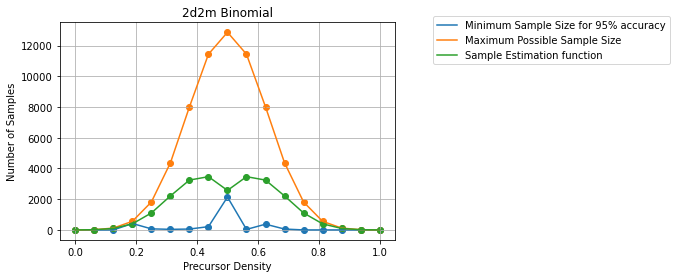 2d2m Binomial
Minimum Sample Size for 95% accuracy
Maximum Possible Sample Size
Sample Estimation function
Number of Samples
12000
10000
8000
6000
4000
2000
0
0.0 0.2 0.4 0.6 0.8 1.0
Precursor Density